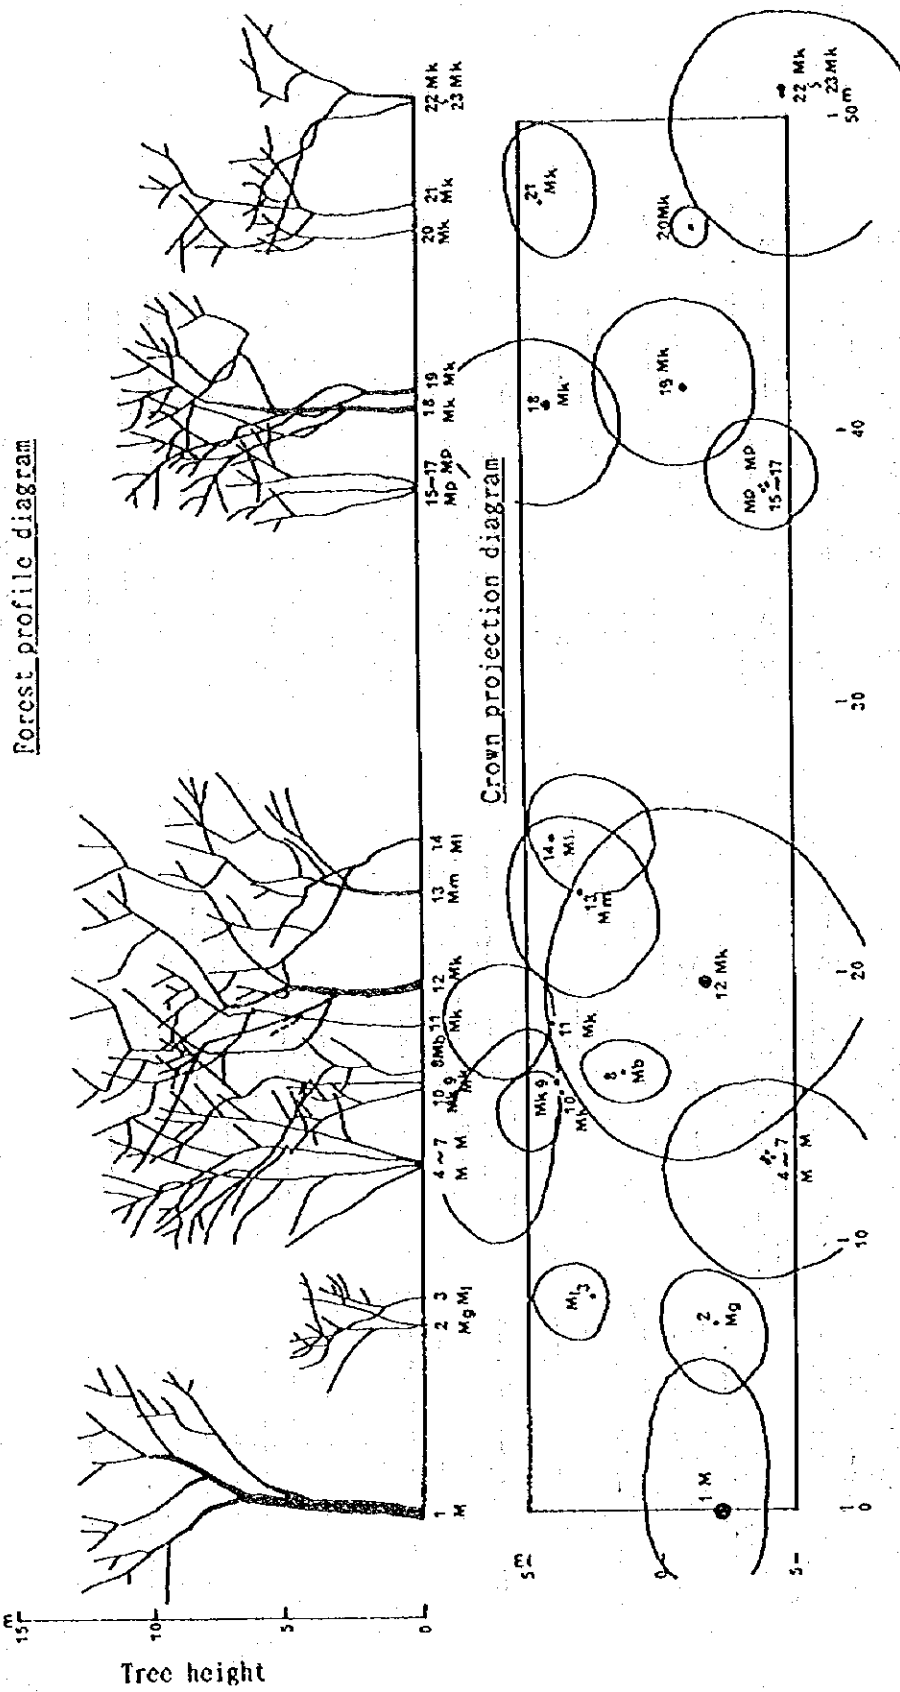 Forest profile diagram
m
15
10
5
0
Tree height
1 2 3 4 ~ 7 10 9 8Mb 11 12 13 14 15-17 18 19 20 21 22 Mk
M Mg Ml M M Mk Mk Mk Mk Mm Ml Mp Mp Mk Mk Mk Mk 23 Mk
Crown projection diagram
5 m
0
5
1 M
2
Mg
Ml 3
4 ~ 7
M M
8
Mb
Mk 9
10
Mb
11
Mk
12 Mk
13
Mm
14
Ml
Mp Mp
15-17
18
Mk
19 Mk
20 Mk
21
Mk
22 Mk
23 Mk
0 10 20 30 40 50 m